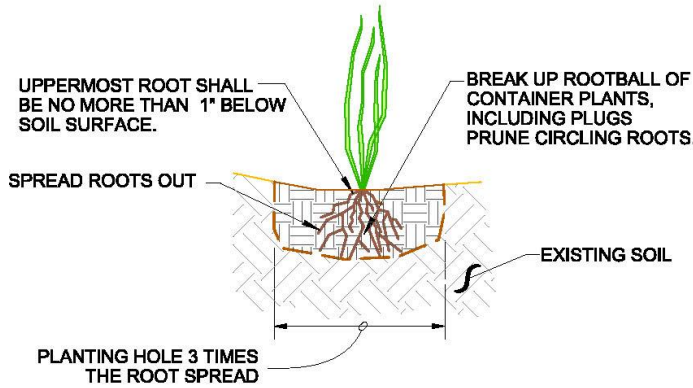 UPPERMOST ROOT SHALL
BE NO MORE THAN 1" BELOW
SOIL SURFACE.
BREAK UP ROOTBALL OF
CONTAINER PLANTS,
INCLUDING PLUGS
PRUNE CIRCLING ROOTS.
SPREAD ROOTS OUT
EXISTING SOIL
PLANTING HOLE 3 TIMES
THE ROOT SPREAD